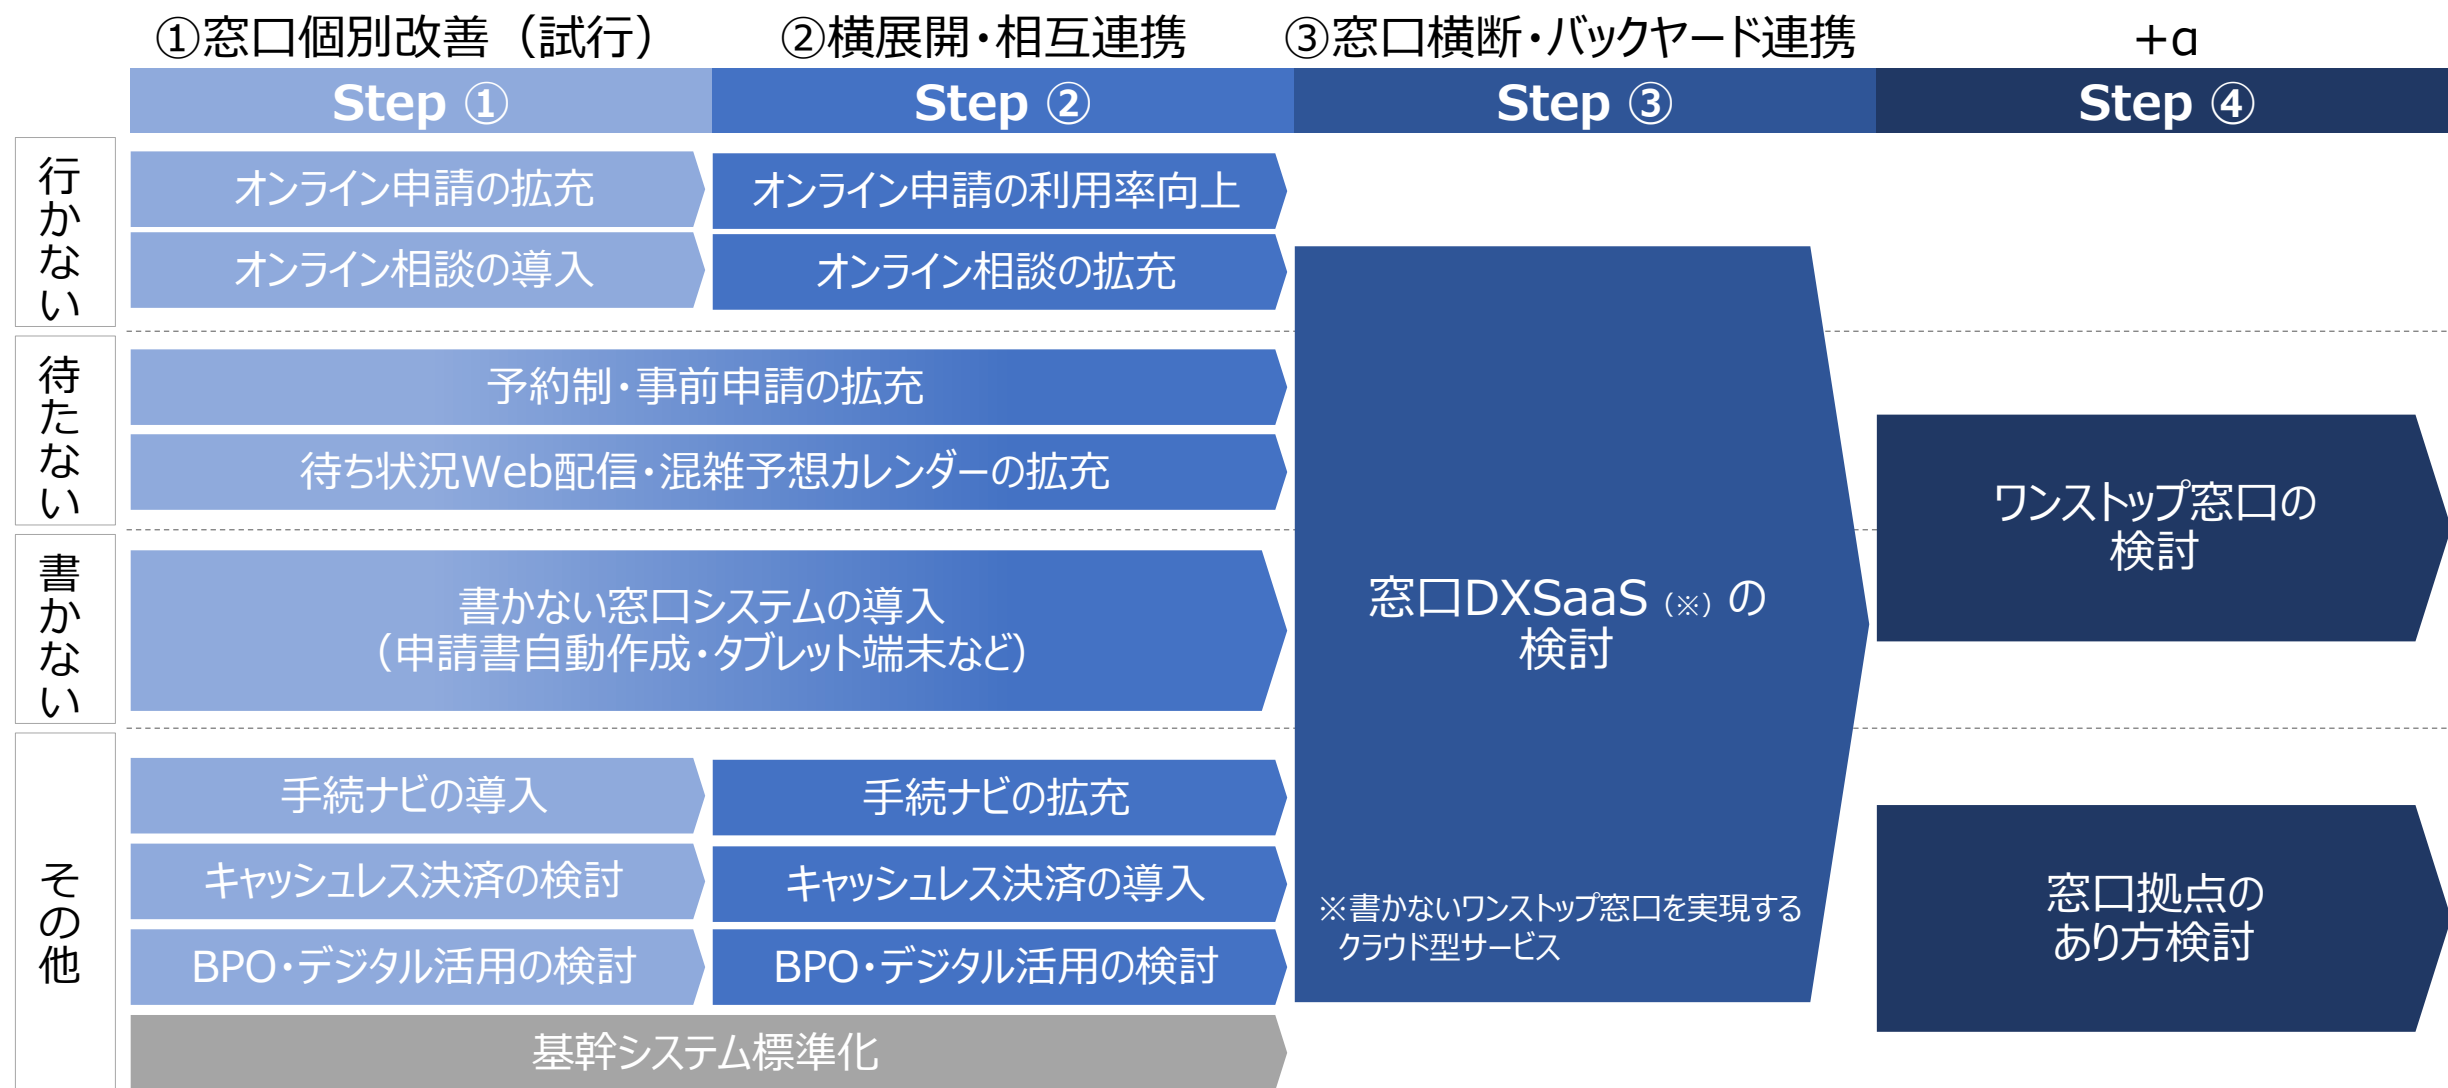 ①窓口個別改善（試行）
②横展開・相互連携
③窓口横断・バックヤード連携
+α
Step ①
Step ②
Step ③
Step ④
行かない
オンライン申請の拡充
オンライン申請の利用率向上
オンライン相談の導入
オンライン相談の拡充
待たない
予約制・事前申請の拡充
待ち状況Web配信・混雑予想カレンダーの拡充
書かない
書かない窓口システムの導入
（申請書自動作成・タブレット端末など）
その他
手続ナビの導入
手続ナビの拡充
キャッシュレス決済の検討
キャッシュレス決済の導入
BPO・デジタル活用の検討
BPO・デジタル活用の検討
基幹システム標準化
窓口DXSaaS（※）の
検討
※書かないワンストップ窓口を実現する
クラウド型サービス
ワンストップ窓口の
検討
窓口拠点の
あり方検討